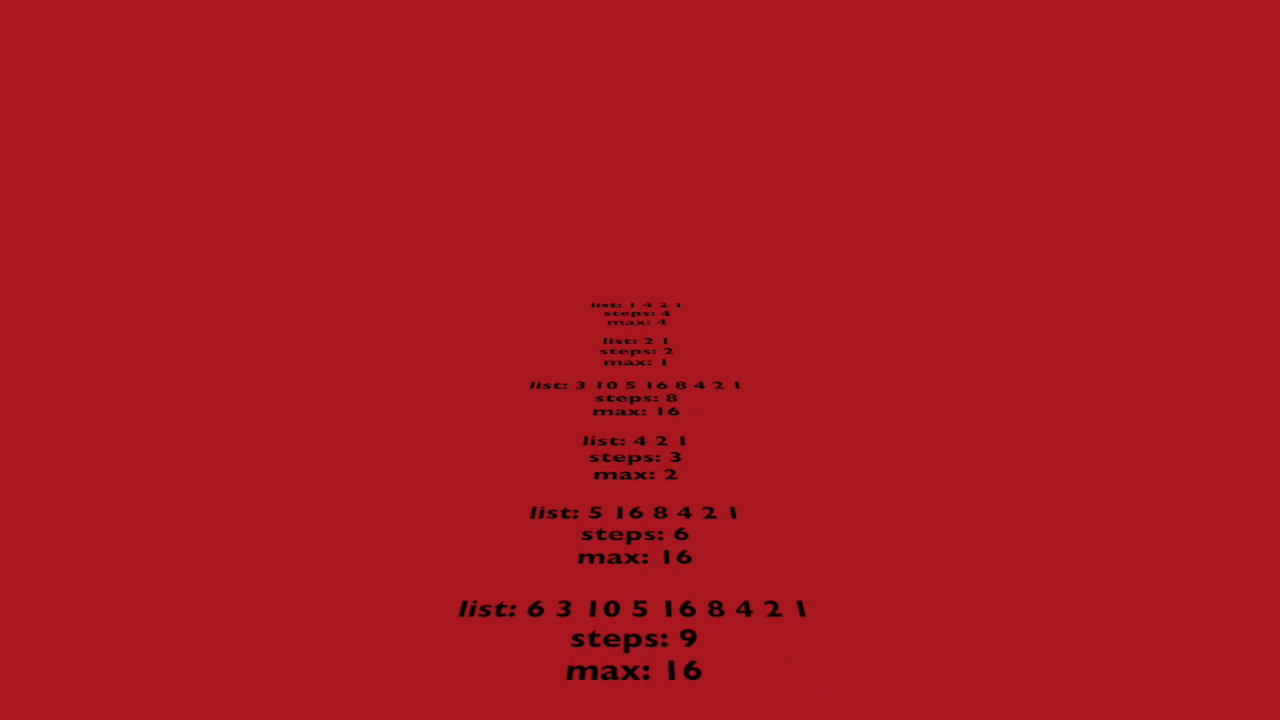 list: 1 4 2 1
steps: 4
max: 4
list: 2 1
steps: 2
max: 1
list: 3 10 5 16 8 4 2 1
steps: 8
max: 16
list: 4 2 1
steps: 3
max: 2
list: 5 16 8 4 2 1
steps: 6
max: 16
list: 6 3 10 5 16 8 4 2 1
steps: 9
max: 16